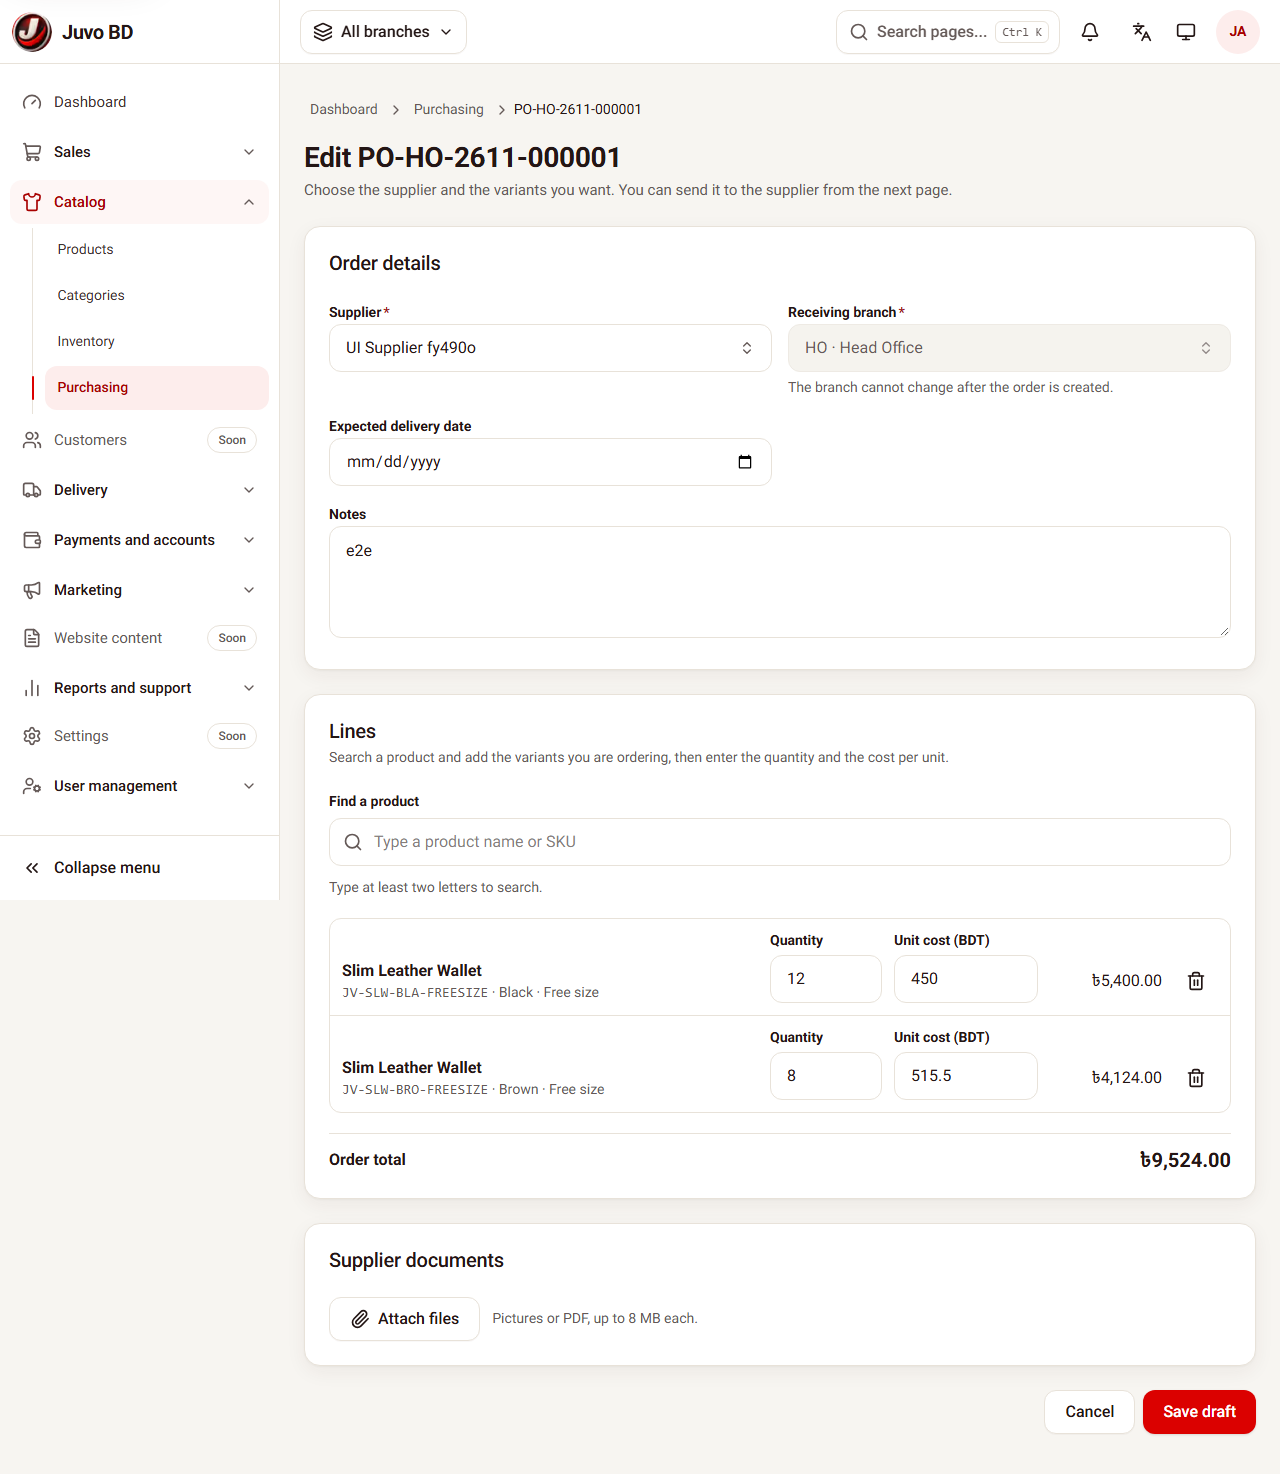 Juvo BD
All branches
Search pages... Ctrl K
JA
Dashboard
Sales
Catalog
Products
Categories
Inventory
Purchasing
Customers Soon
Delivery
Payments and accounts
Marketing
Website content Soon
Reports and support
Settings Soon
User management
Collapse menu
Dashboard > Purchasing > PO-HO-2611-000001
Edit PO-HO-2611-000001
Choose the supplier and the variants you want. You can send it to the supplier from the next page.
Order details
Supplier* Receiving branch*
UI Supplier fy490o HO · Head Office
The branch cannot change after the order is created.
Expected delivery date
mm/dd/yyyy
Notes
e2e
Lines
Search a product and add the variants you are ordering, then enter the quantity and the cost per unit.
Find a product
Type a product name or SKU
Type at least two letters to search.
Quantity Unit cost (BDT)
Slim Leather Wallet 12 450 ৳5,400.00
JV-SLW-BLA-FREESIZE · Black · Free size
Quantity Unit cost (BDT)
Slim Leather Wallet 8 515.5 ৳4,124.00
JV-SLW-BRO-FREESIZE · Brown · Free size
Order total ৳9,524.00
Supplier documents
Attach files Pictures or PDF, up to 8 MB each.
Cancel Save draft